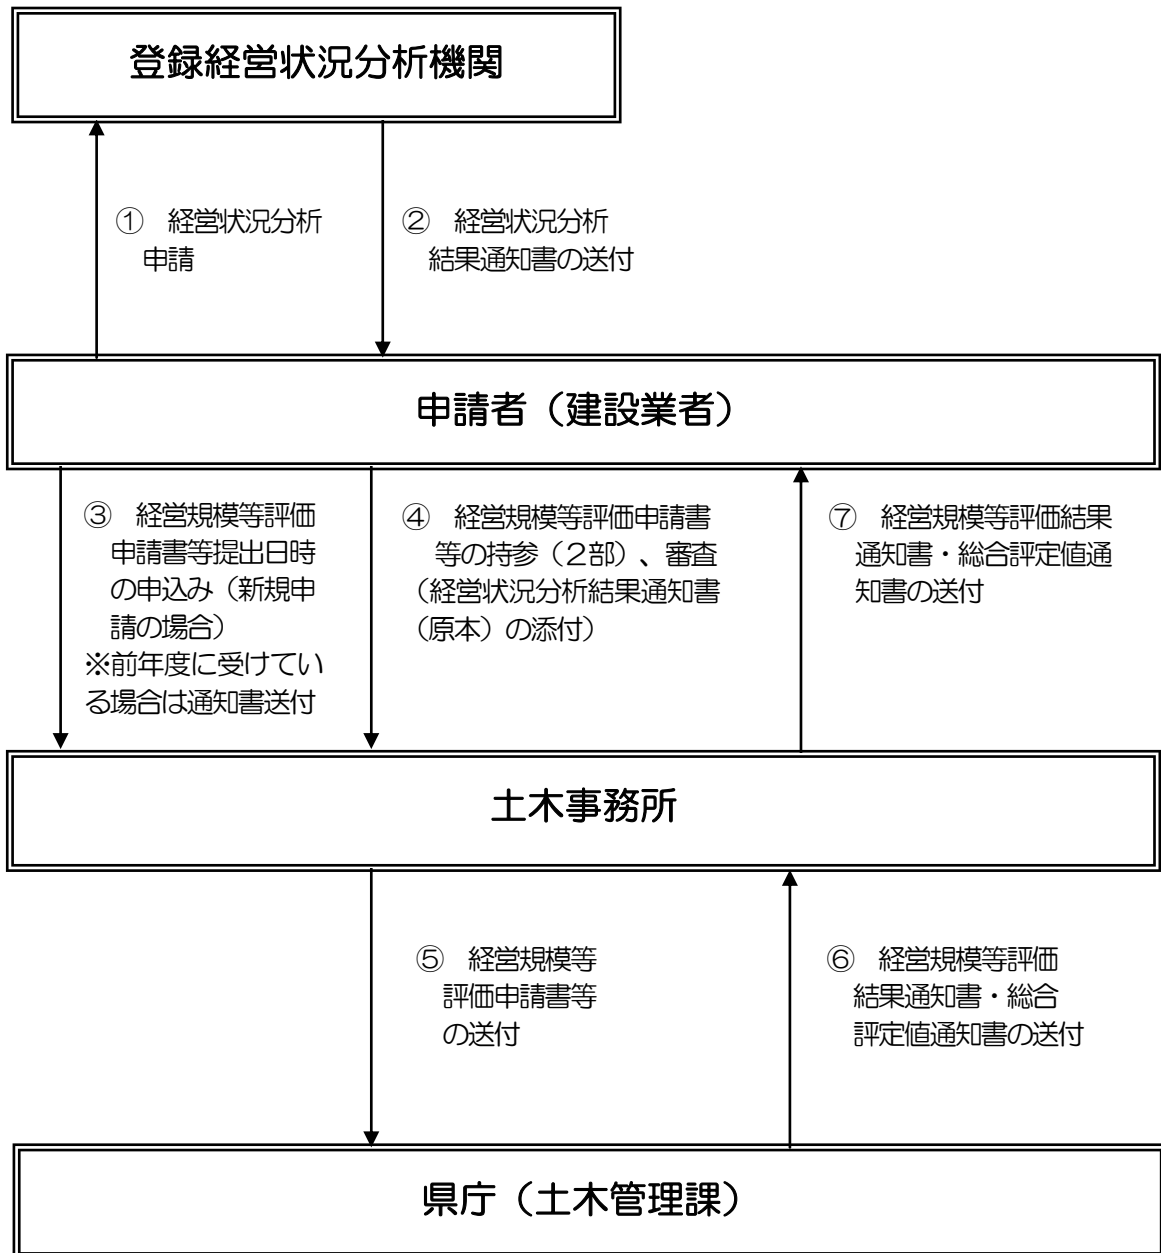 登録経営状況分析機関
① 経営状況分析
申請
② 経営状況分析
結果通知書の送付
申請者（建設業者）
③ 経営規模等評価
申請書等提出日時
の申込み（新規申
請の場合）
※前年度に受けてい
る場合は通知書送付
④ 経営規模等評価申請書
等の持参（２部）、審査
（経営状況分析結果通知書
（原本）の添付）
⑦ 経営規模等評価結果
通知書・総合評定値通
知書の送付
土木事務所
⑤ 経営規模等
評価申請書等
の送付
⑥ 経営規模等評価
結果通知書・総合
評定値通知書の送付
県庁（土木管理課）